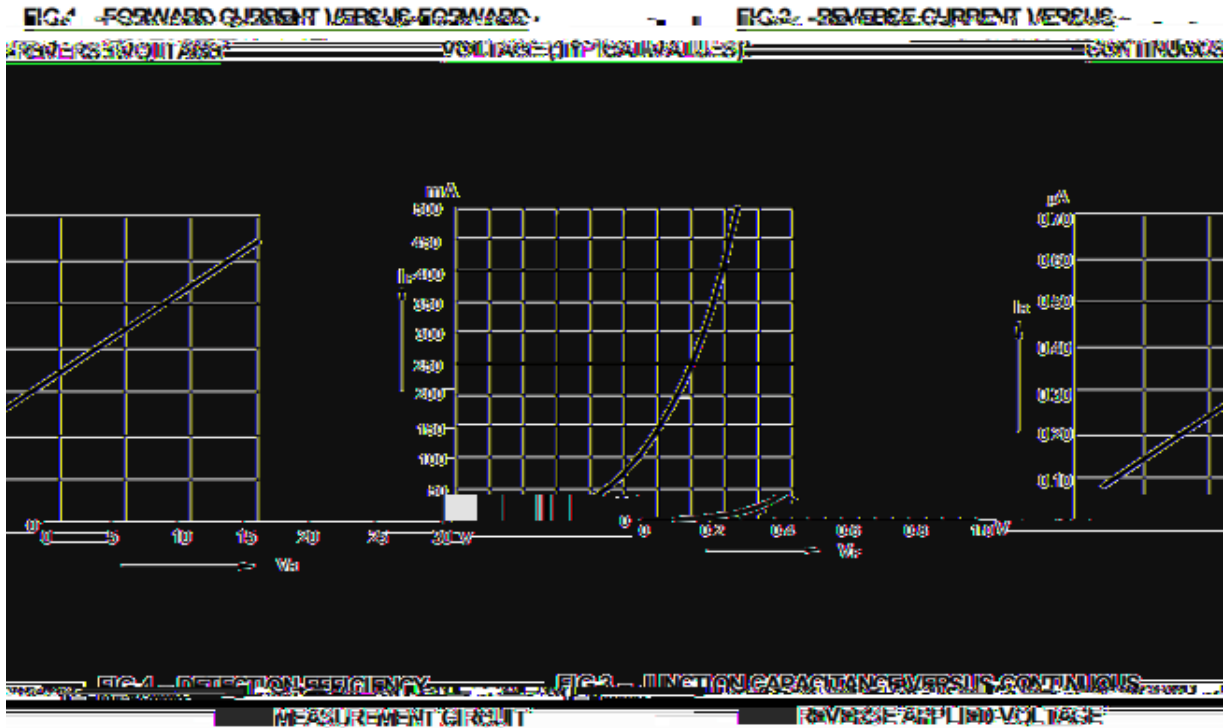 FIG.1 -FORWARD CURRENT VERSUS FORWARD
FIG.2 -REVERSE CURRENT VERSUS
REVERSE VOLTAGE
VOLTAGE (TYPICAL VALUES)
CONTINUOUS
mA
500
450
400
350
300
250
200
150
100
50
0
0 0.2 0.4 0.6 0.8 1.0V
µA
0.70
0.60
0.50
0.40
0.30
0.20
0.10
0
0 5 10 15 20 25
FIG.4 – DETECTION EFFICIENCY
FIG.3 – JUNCTION CAPACITANCE VERSUS CONTINUOUS
MEASUREMENT CIRCUIT
REVERSE APPLIED VOLTAGE